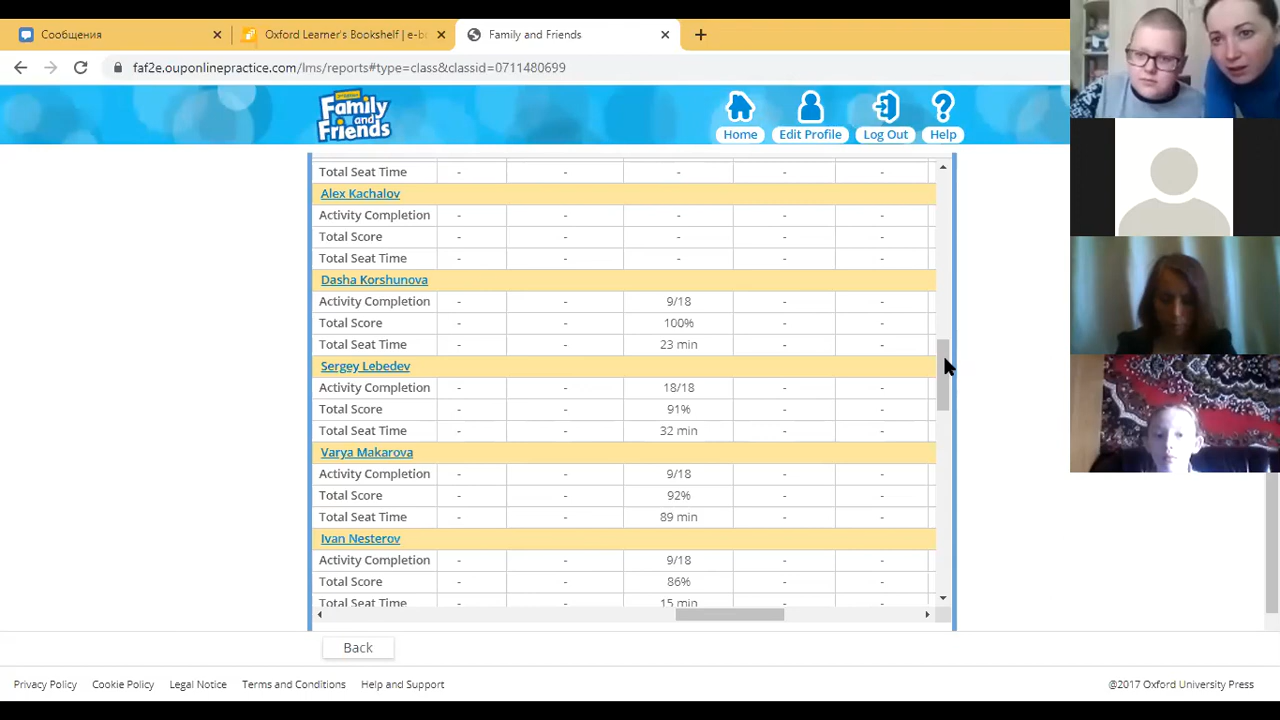 Сообщения
Oxford Learner's Bookshelf | e-b
Family and Friends
faf2e.ouponlinepractice.com/lms/reports#type=class&classid=0711480699
Family and Friends
Home
Edit Profile
Log Out
Help
Total Seat Time - - - - -
Alex Kachalov
Activity Completion - - - - -
Total Score - - - - -
Total Seat Time - - - - -
Dasha Korshunova
Activity Completion - - 9/18 - -
Total Score - - 100% - -
Total Seat Time - - 23 min - -
Sergey Lebedev
Activity Completion - - 18/18 - -
Total Score - - 91% - -
Total Seat Time - - 32 min - -
Varya Makarova
Activity Completion - - 9/18 - -
Total Score - - 92% - -
Total Seat Time - - 89 min - -
Ivan Nesterov
Activity Completion - - 9/18 - -
Total Score - - 86% - -
Total Seat Time - - 15 min - -
Back
Privacy Policy
Cookie Policy
Legal Notice
Terms and Conditions
Help and Support
@2017 Oxford University Press